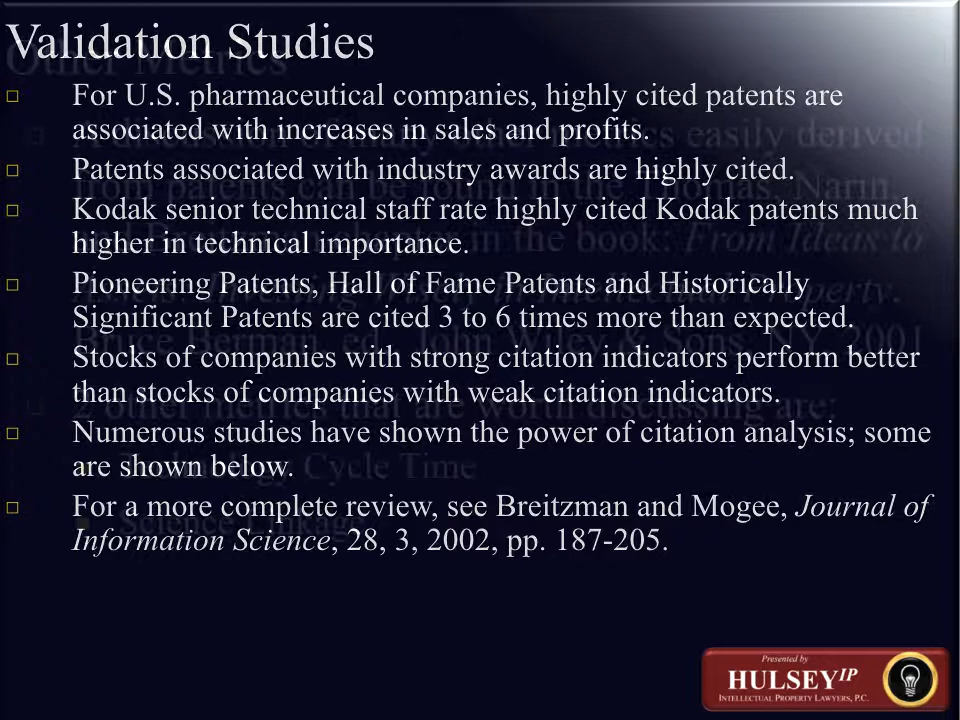 Validation Studies
For U.S. pharmaceutical companies, highly cited patents are
associated with increases in sales and profits.
Patents associated with industry awards are highly cited.
Kodak senior technical staff rate highly cited Kodak patents much
higher in technical importance.
Pioneering Patents, Hall of Fame Patents and Historically
Significant Patents are cited 3 to 6 times more than expected.
Stocks of companies with strong citation indicators perform better
than stocks of companies with weak citation indicators.
Numerous studies have shown the power of citation analysis; some
are shown below.
For a more complete review, see Breitzman and Mogee, Journal of
Information Science, 28, 3, 2002, pp. 187-205.
Presented by
HULSEY IP
INTELLECTUAL PROPERTY LAWYERS, P.C.